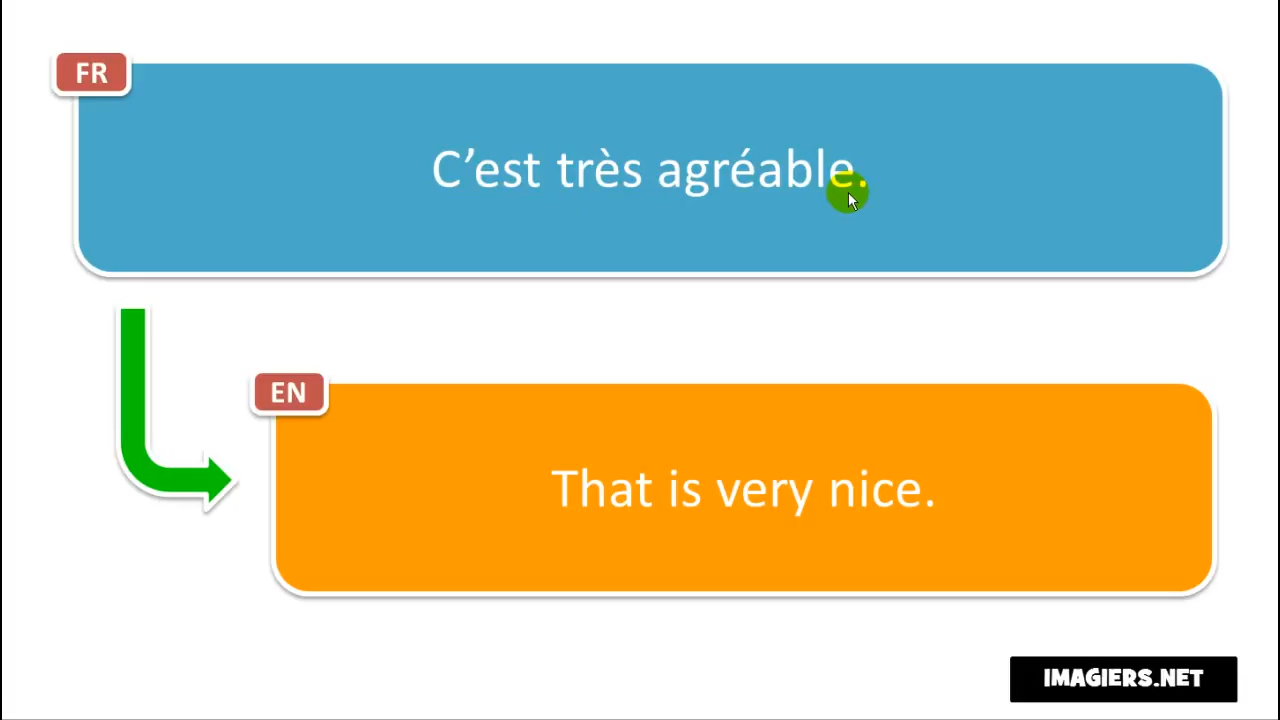 FR
C’est très agréable.
EN
That is very nice.
IMAGIERS.NET